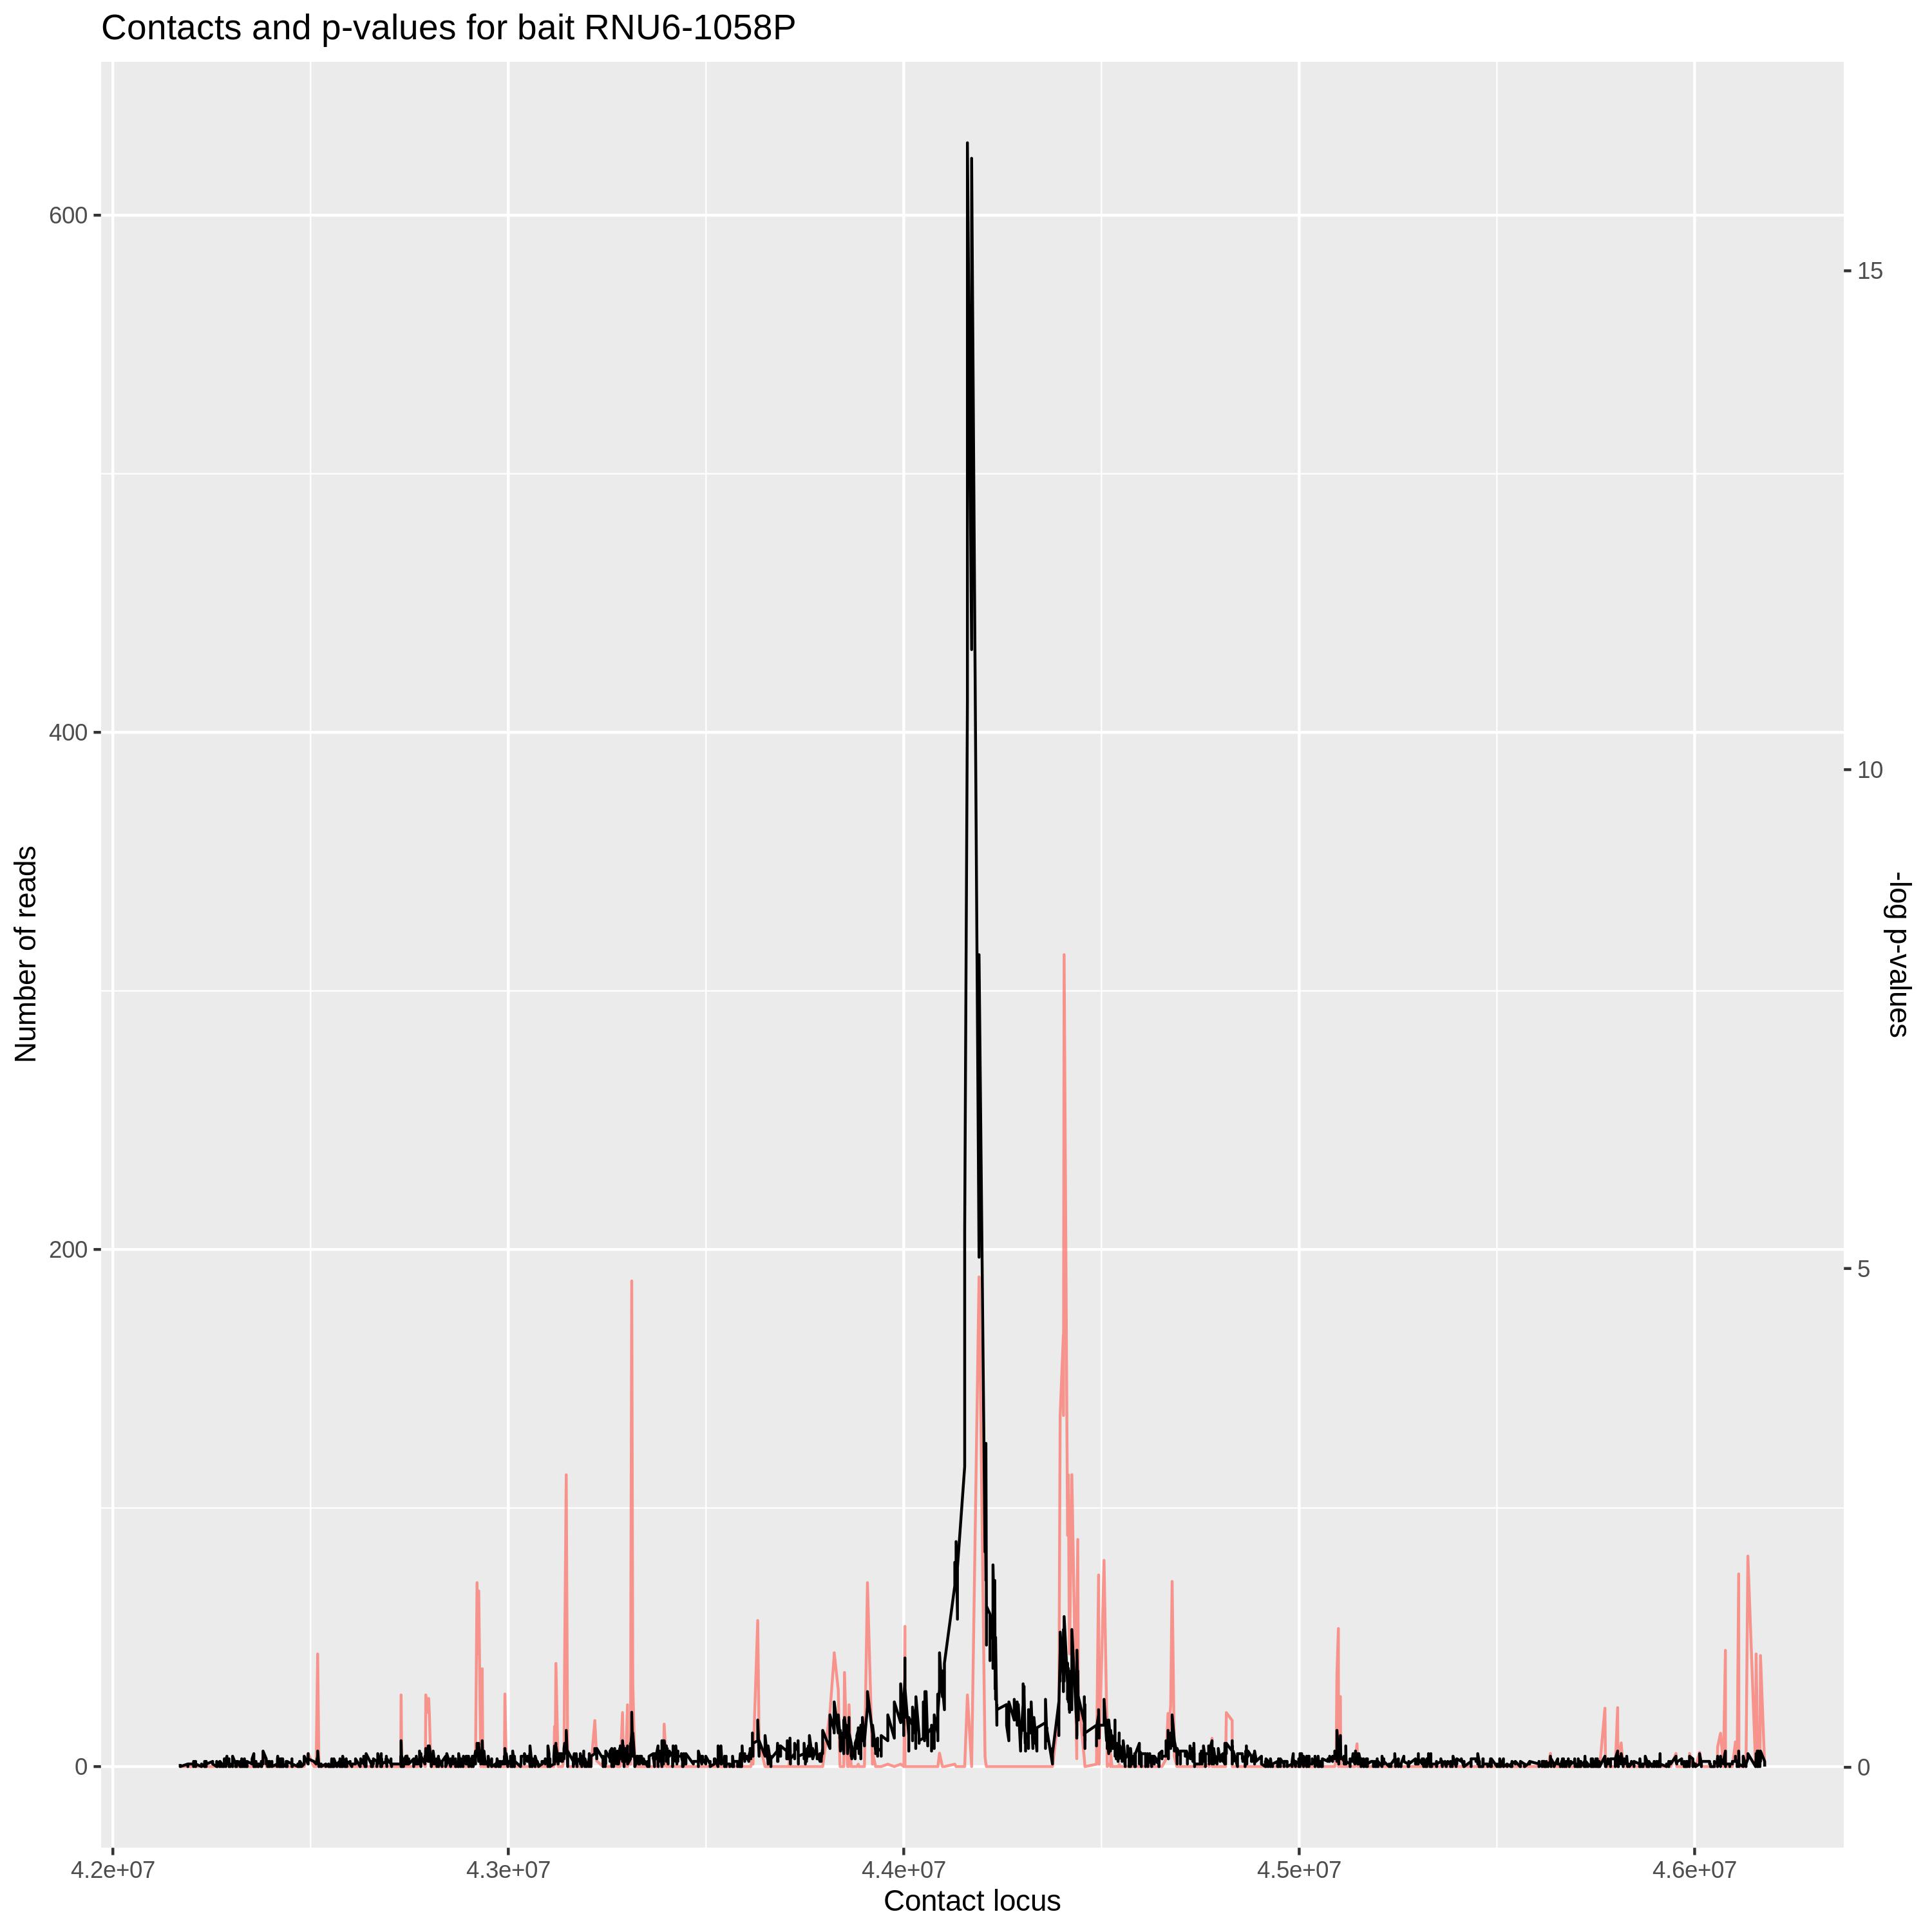 Contacts and p-values for bait RNU6-1058P
600
400
200
0
Number of reads
15
10
5
0
-log p-values
4.2e+07 4.3e+07 4.4e+07 4.5e+07 4.6e+07
Contact locus